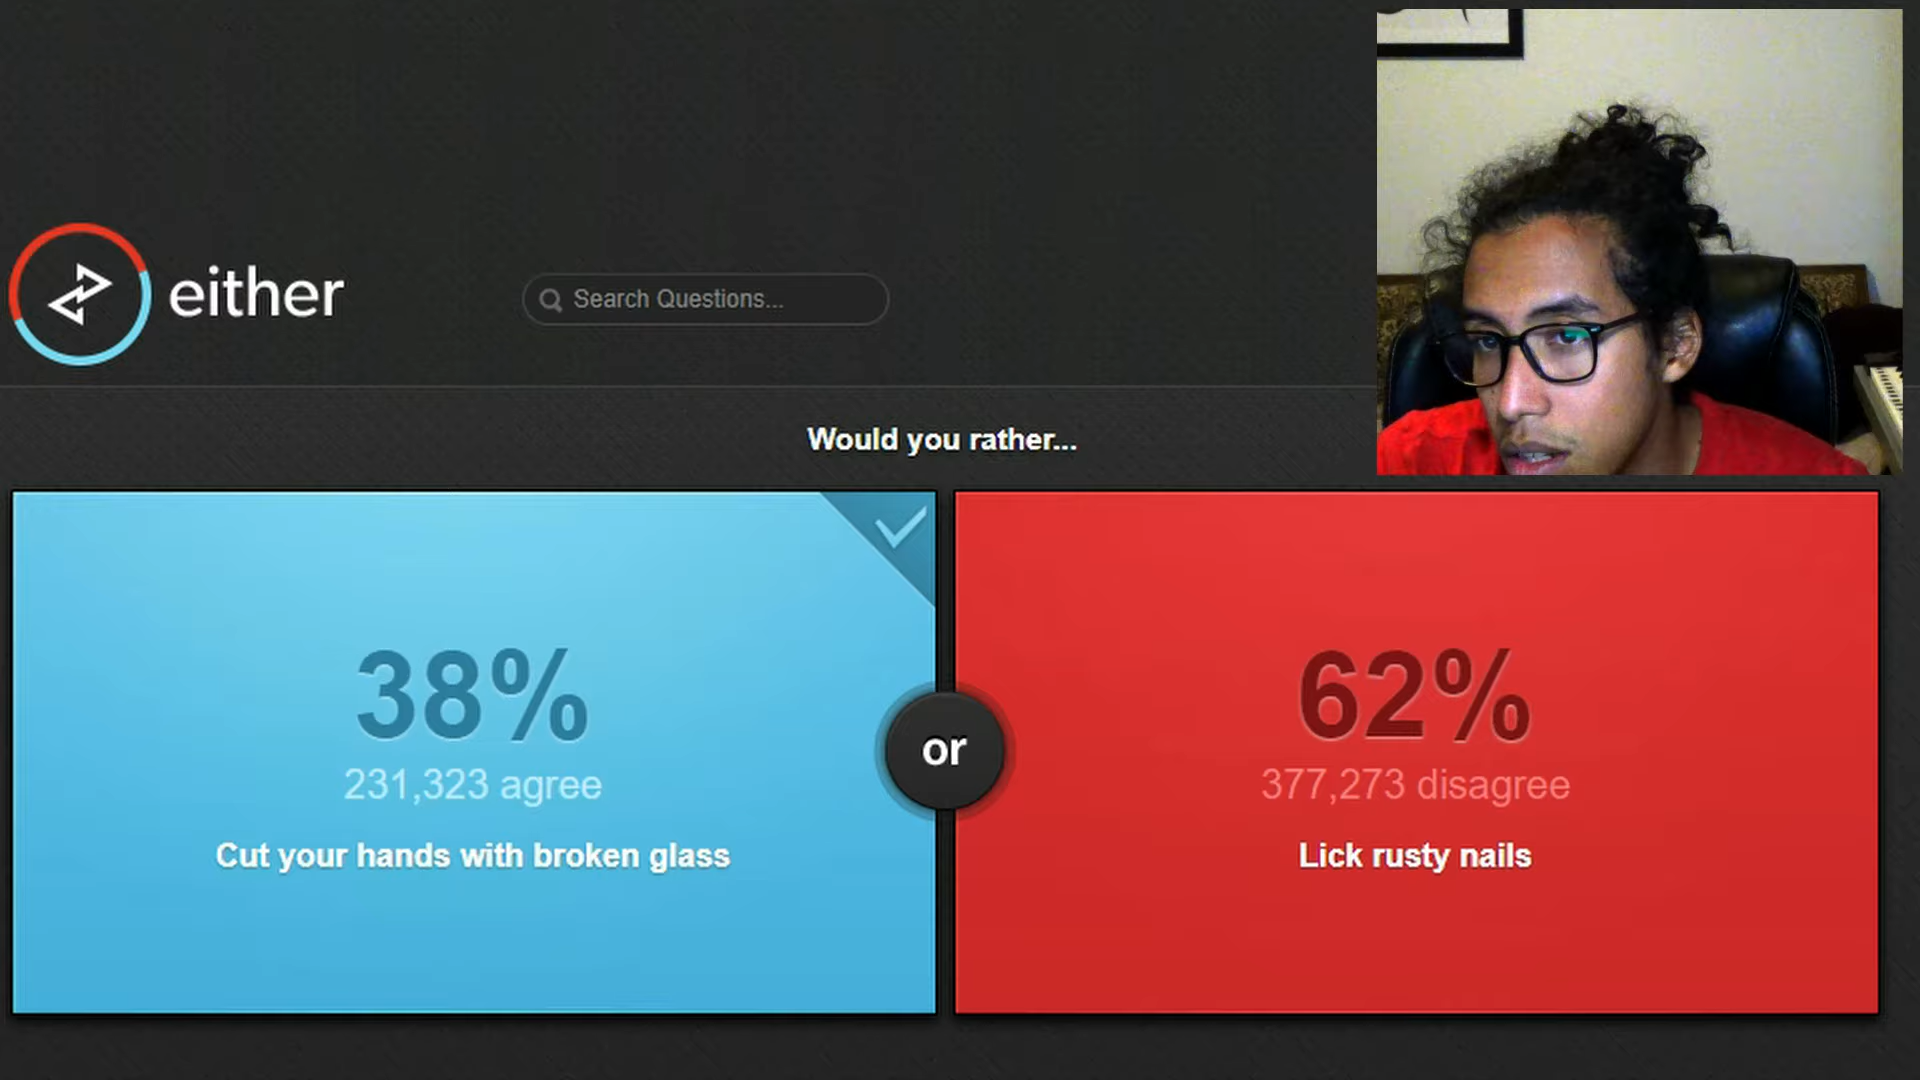 either
Search Questions...
Would you rather...
38%
231,323 agree
Cut your hands with broken glass
or
62%
377,273 disagree
Lick rusty nails